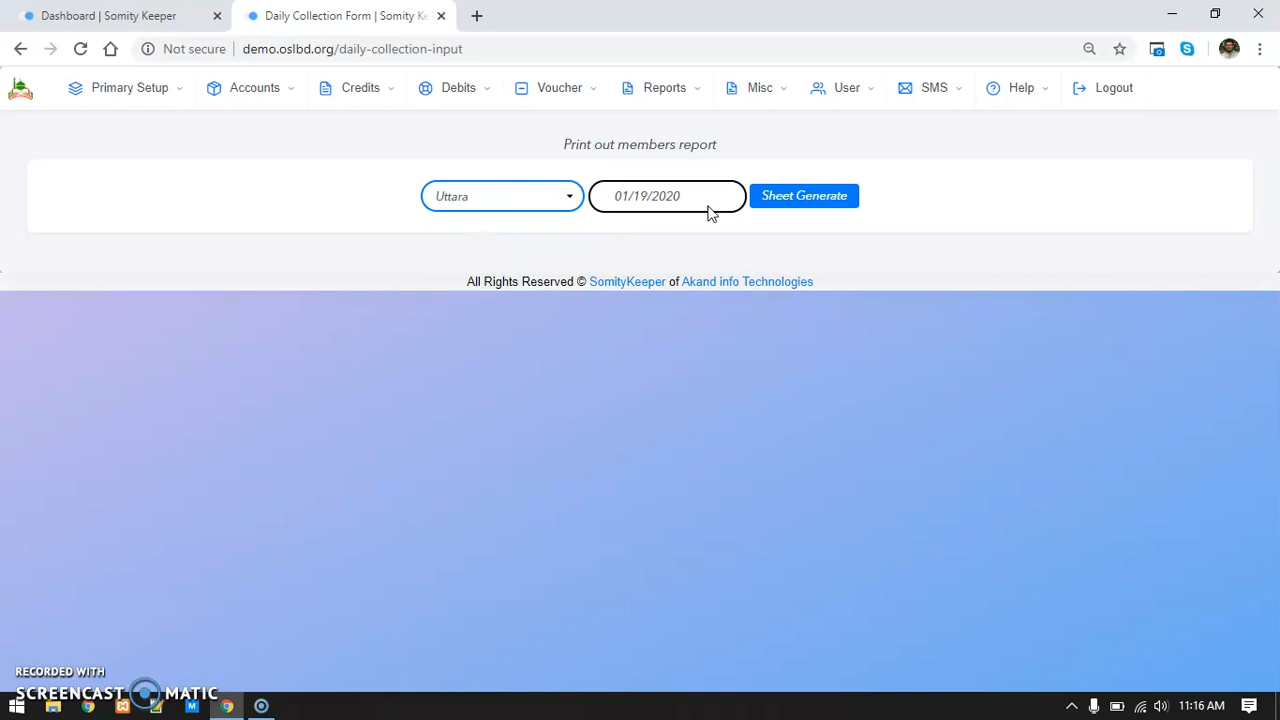 Dashboard | Somity Keeper
Daily Collection Form | Somity Ke
Not secure
demo.oslbd.org/daily-collection-input
Primary Setup
Accounts
Credits
Debits
Voucher
Reports
Misc
User
SMS
Help
Logout
Print out members report
Uttara
01/19/2020
Sheet Generate
All Rights Reserved © SomityKeeper of Akand info Technologies
RECORDED WITH
SCREENCAST MATIC
11:16 AM